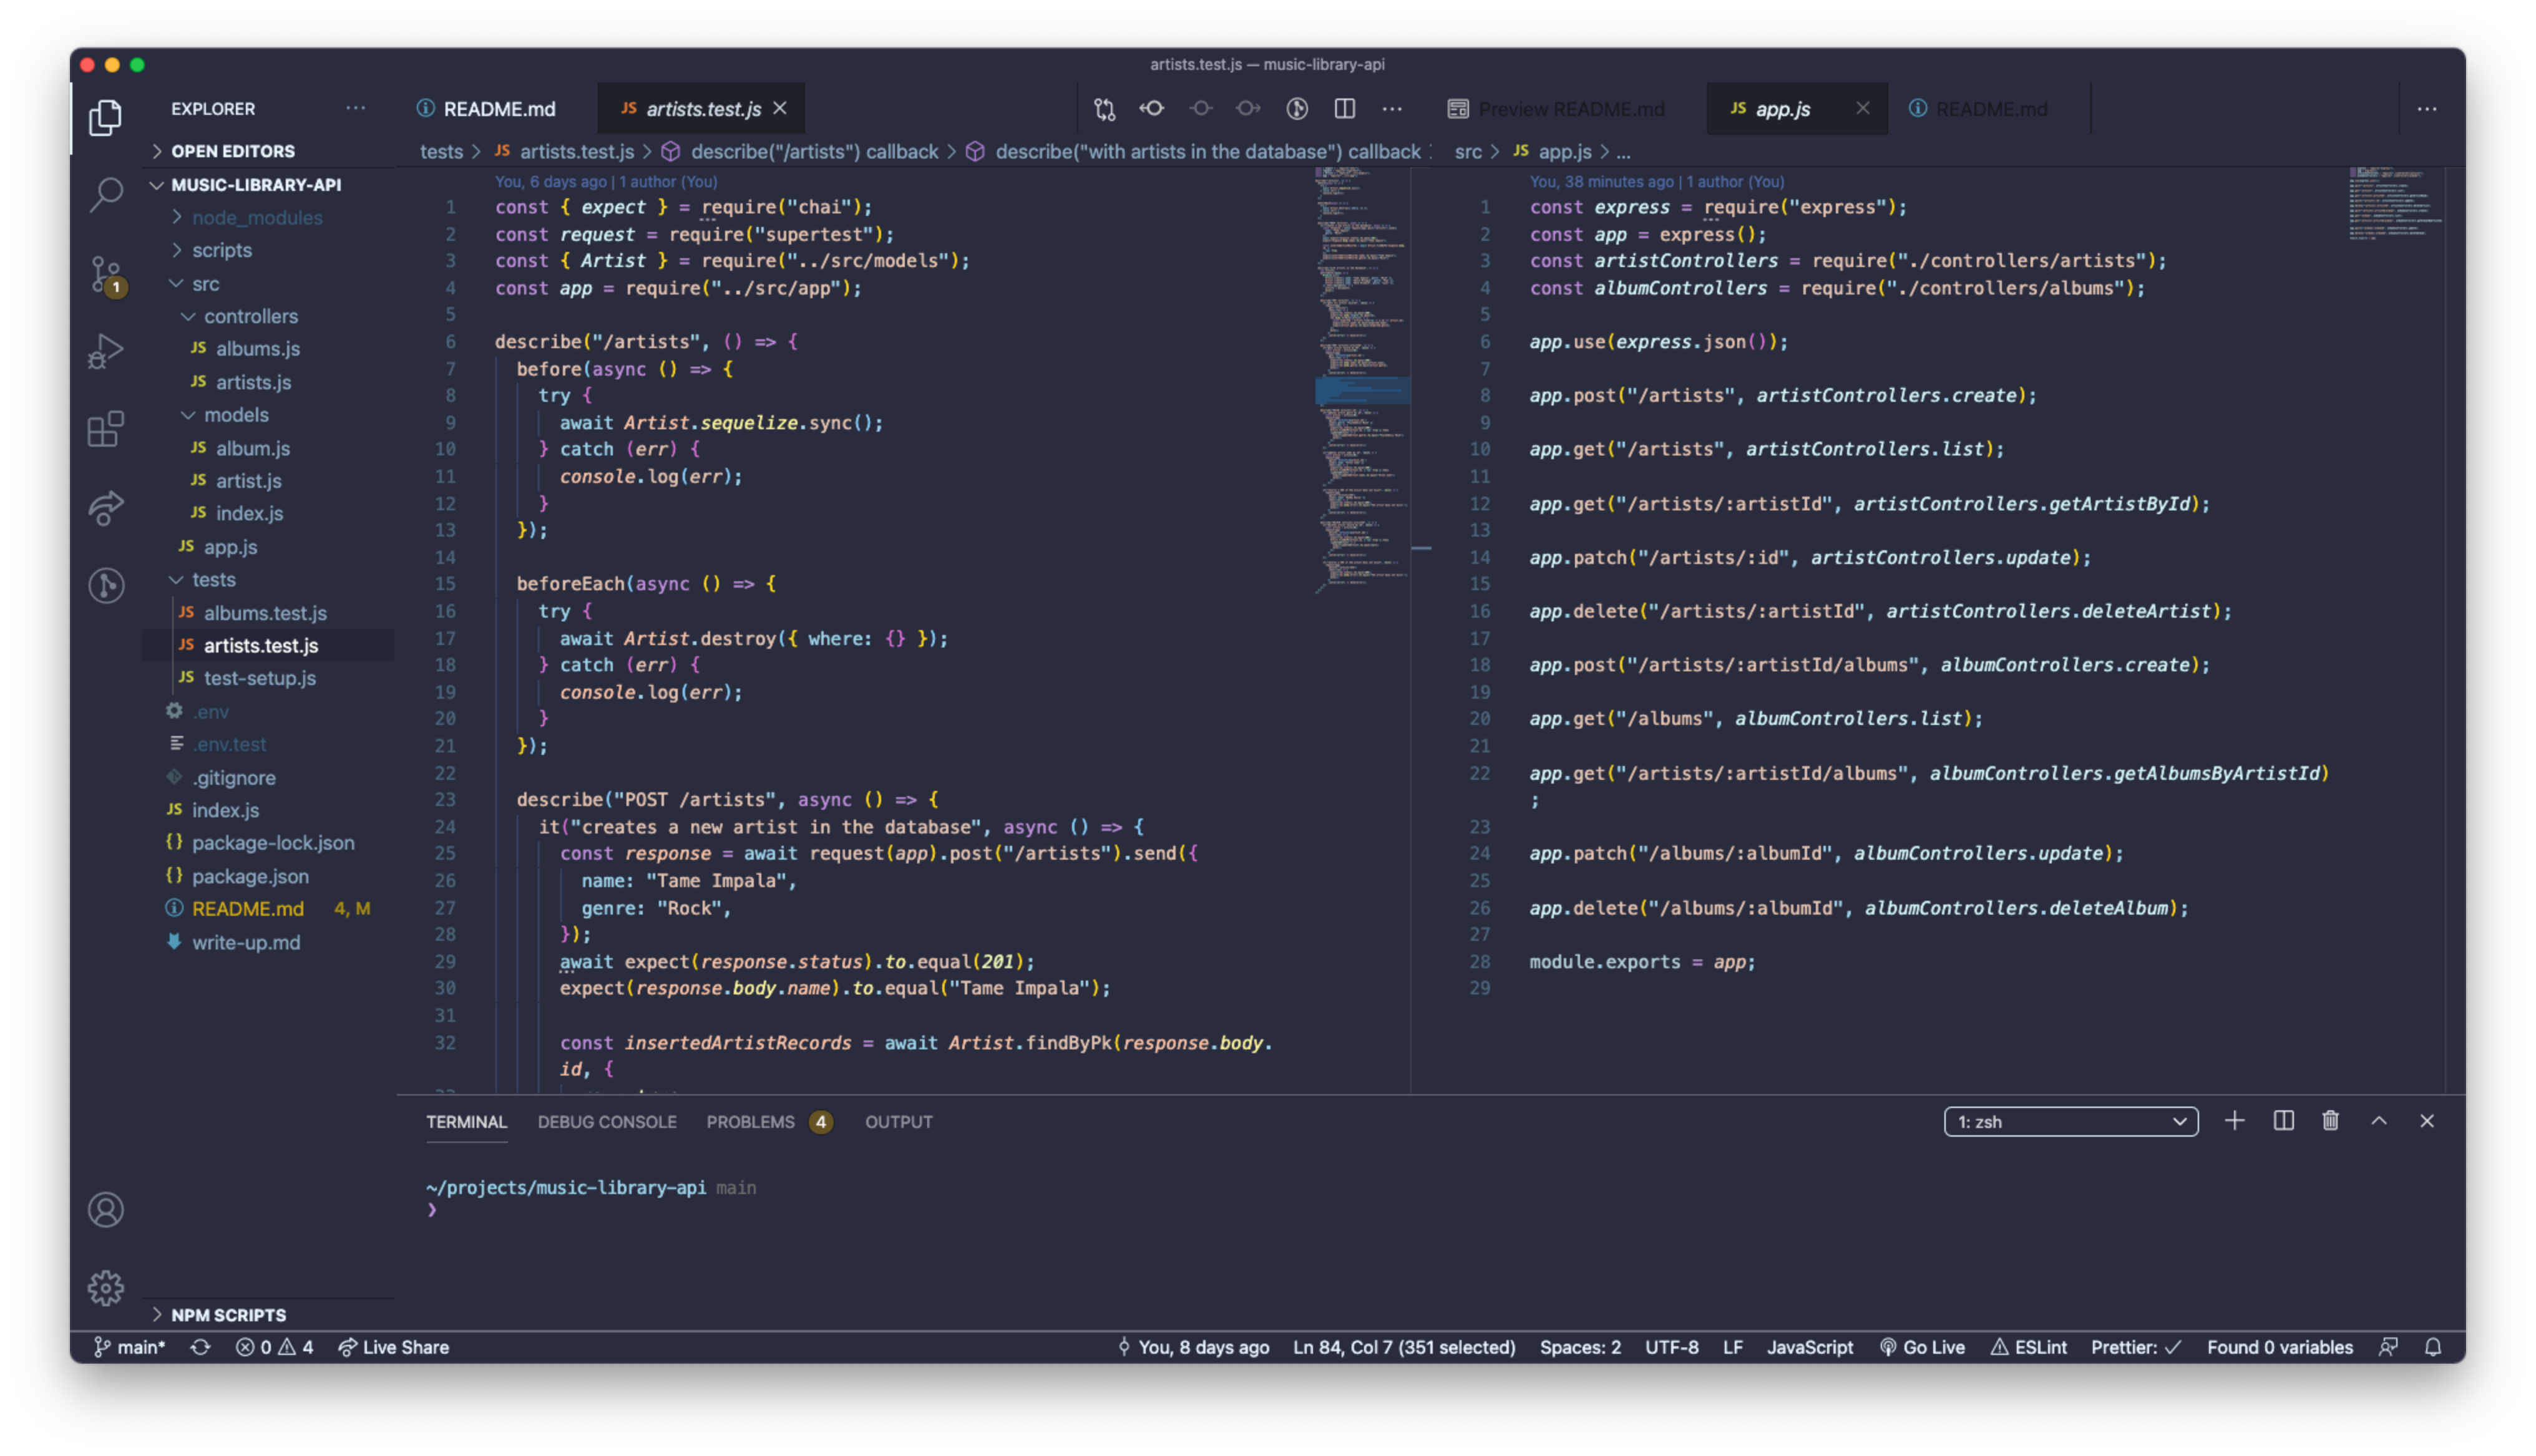 artists.test.js — music-library-api
EXPLORER
OPEN EDITORS
MUSIC-LIBRARY-API
node_modules
scripts
src
controllers
JS albums.js
JS artists.js
models
JS album.js
JS artist.js
JS index.js
JS app.js
tests
JS albums.test.js
JS artists.test.js
JS test-setup.js
.env
.env.test
.gitignore
JS index.js
{} package-lock.json
{} package.json
README.md 4, M
write-up.md
NPM SCRIPTS
1
README.md
JS artists.test.js
tests > JS artists.test.js > describe("/artists") callback > describe("with artists in the database") callback
You, 6 days ago | 1 author (You)
1 const { expect } = require("chai");
2 const request = require("supertest");
3 const { Artist } = require("../src/models");
4 const app = require("../src/app");
5
6 describe("/artists", () => {
7 before(async () => {
8 try {
9 await Artist.sequelize.sync();
10 } catch (err) {
11 console.log(err);
12 }
13 });
14
15 beforeEach(async () => {
16 try {
17 await Artist.destroy({ where: {} });
18 } catch (err) {
19 console.log(err);
20 }
21 });
22
23 describe("POST /artists", async () => {
24 it("creates a new artist in the database", async () => {
25 const response = await request(app).post("/artists").send({
26 name: "Tame Impala",
27 genre: "Rock",
28 });
29 await expect(response.status).to.equal(201);
30 expect(response.body.name).to.equal("Tame Impala");
31
32 const insertedArtistRecords = await Artist.findByPk(response.body.
id, {
Preview README.md
JS app.js
README.md
src > JS app.js > ...
You, 38 minutes ago | 1 author (You)
1 const express = require("express");
2 const app = express();
3 const artistControllers = require("./controllers/artists");
4 const albumControllers = require("./controllers/albums");
5
6 app.use(express.json());
7
8 app.post("/artists", artistControllers.create);
9
10 app.get("/artists", artistControllers.list);
11
12 app.get("/artists/:artistId", artistControllers.getArtistById);
13
14 app.patch("/artists/:id", artistControllers.update);
15
16 app.delete("/artists/:artistId", artistControllers.deleteArtist);
17
18 app.post("/artists/:artistId/albums", albumControllers.create);
19
20 app.get("/albums", albumControllers.list);
21
22 app.get("/artists/:artistId/albums", albumControllers.getAlbumsByArtistId)
;
23
24 app.patch("/albums/:albumId", albumControllers.update);
25
26 app.delete("/albums/:albumId", albumControllers.deleteAlbum);
27
28 module.exports = app;
29
TERMINAL DEBUG CONSOLE PROBLEMS 4 OUTPUT
1: zsh
~/projects/music-library-api main
❯
main* 0 4 Live Share You, 8 days ago Ln 84, Col 7 (351 selected) Spaces: 2 UTF-8 LF JavaScript Go Live ESLint Prettier: ✓ Found 0 variables